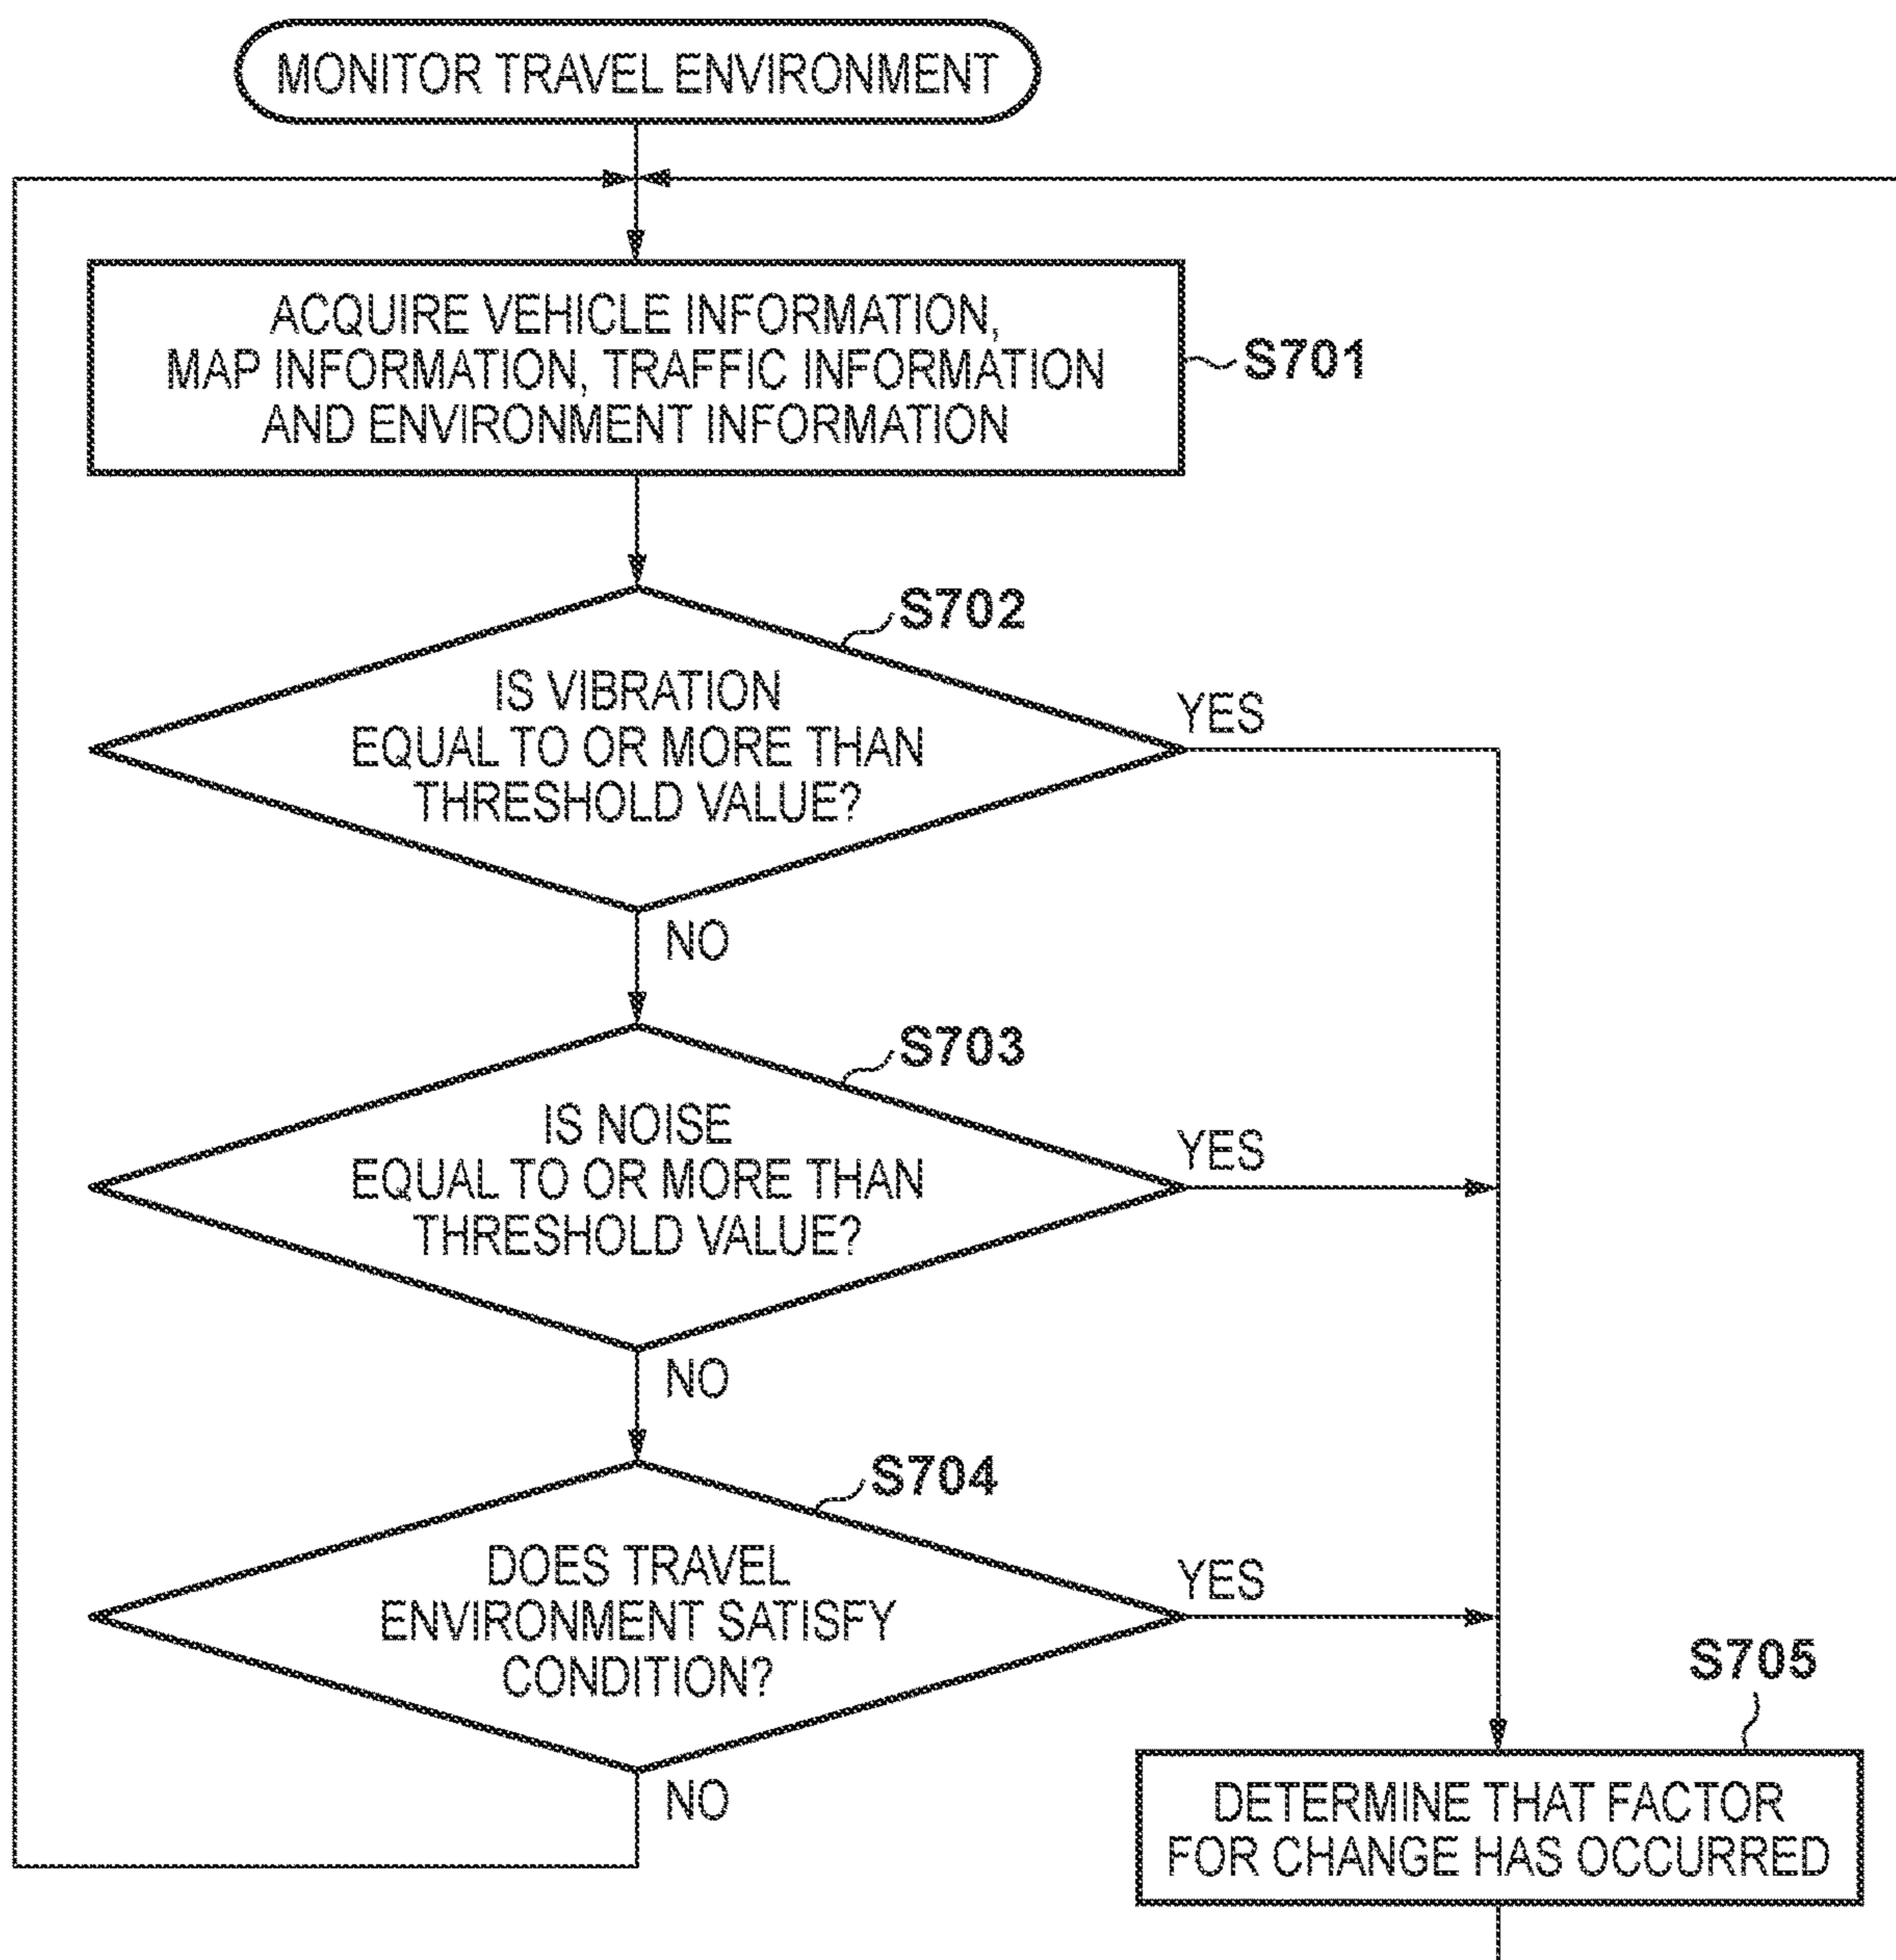 MONITOR TRAVEL ENVIRONMENT
ACQUIRE VEHICLE INFORMATION,
MAP INFORMATION, TRAFFIC INFORMATION
AND ENVIRONMENT INFORMATION
S701
S702
IS VIBRATION
EQUAL TO OR MORE THAN
THRESHOLD VALUE?
YES
NO
S703
IS NOISE
EQUAL TO OR MORE THAN
THRESHOLD VALUE?
YES
NO
S704
DOES TRAVEL
ENVIRONMENT SATISFY
CONDITION?
YES
NO
S705
DETERMINE THAT FACTOR
FOR CHANGE HAS OCCURRED